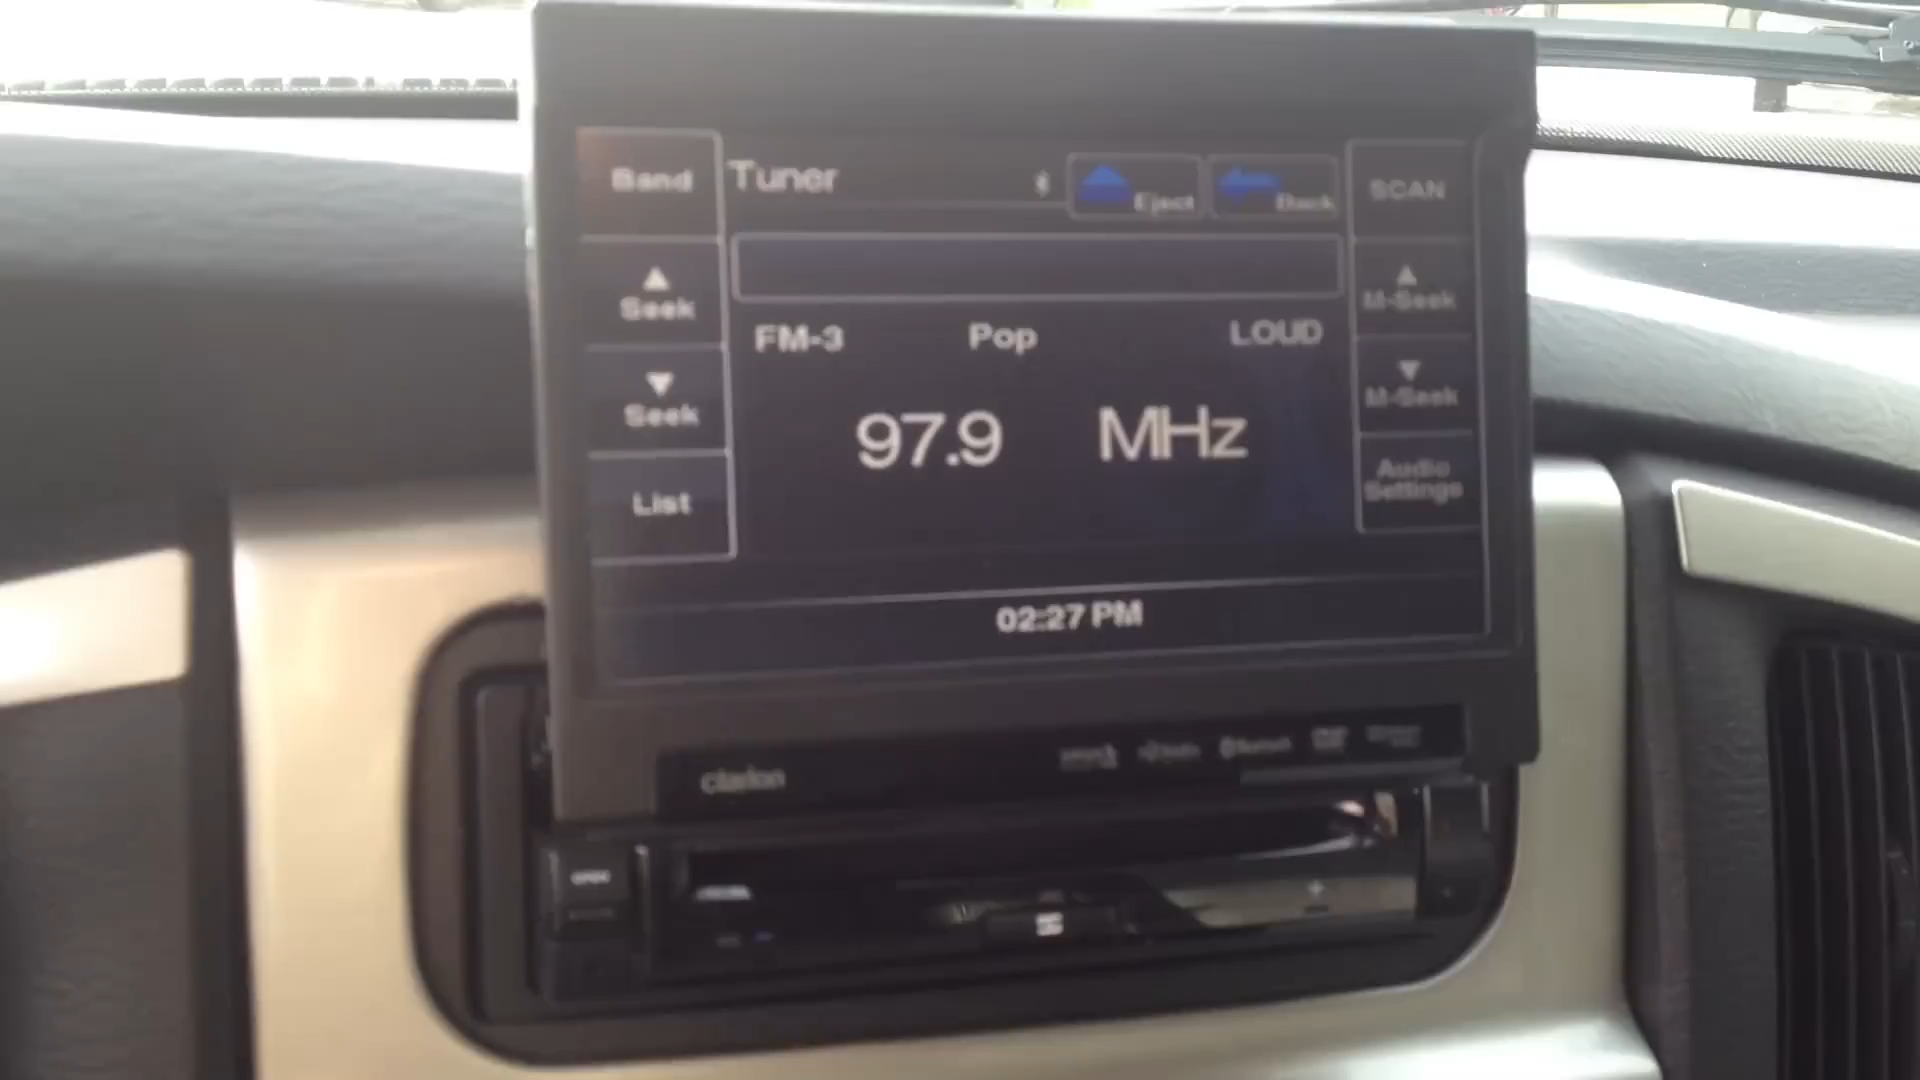 Band
Tuner
Eject
Back
SCAN
Seek
M-Seek
FM-3 Pop LOUD
Seek
M-Seek
97.9 MHz
List
Audio
Settings
02:27 PM
Clarion
Bluetooth
OPEN